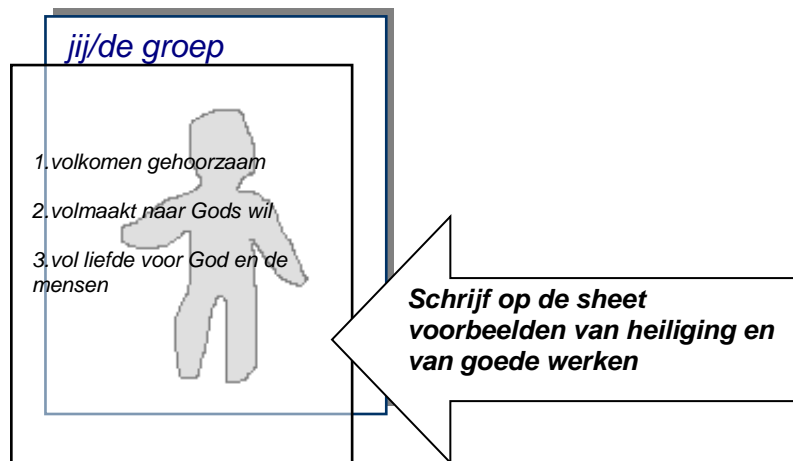 jij/de groep
1.volkomen gehoorzaam
2.volmaakt naar Gods wil
3.vol liefde voor God en de
mensen
Schrijf op de sheet
voorbeelden van heiliging en
van goede werken